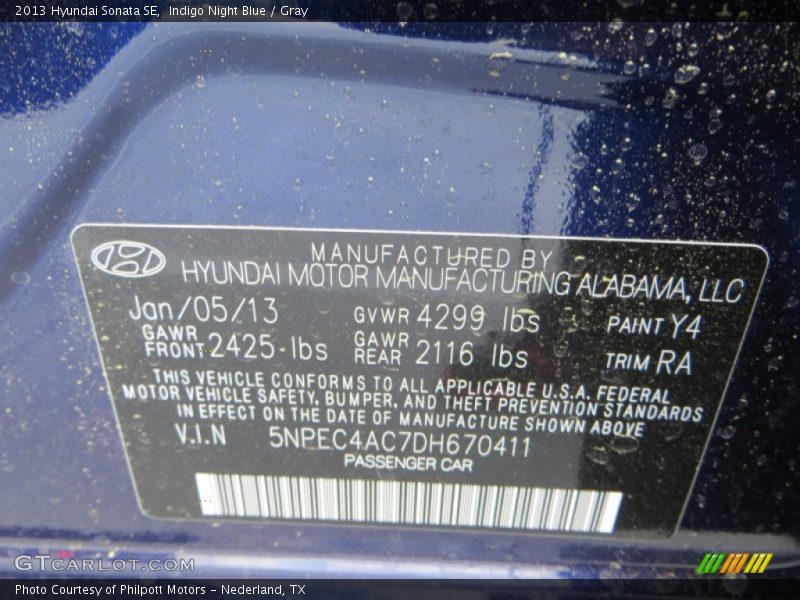 2013 Hyundai Sonata SE,  Indigo Night Blue / Gray
MANUFACTURED BY
HYUNDAI MOTOR MANUFACTURING ALABAMA, LLC
Jan/05/13 GVWR 4299 lbs PAINT Y4
GAWR FRONT 2425 lbs GAWR REAR 2116 lbs TRIM RA
THIS VEHICLE CONFORMS TO ALL APPLICABLE U.S.A. FEDERAL
MOTOR VEHICLE SAFETY, BUMPER, AND THEFT PREVENTION STANDARDS
IN EFFECT ON THE DATE OF MANUFACTURE SHOWN ABOVE
V.I.N 5NPEC4AC7DH670411
PASSENGER CAR
GTCARLOT.COM
Photo Courtesy of Philpott Motors – Nederland, TX